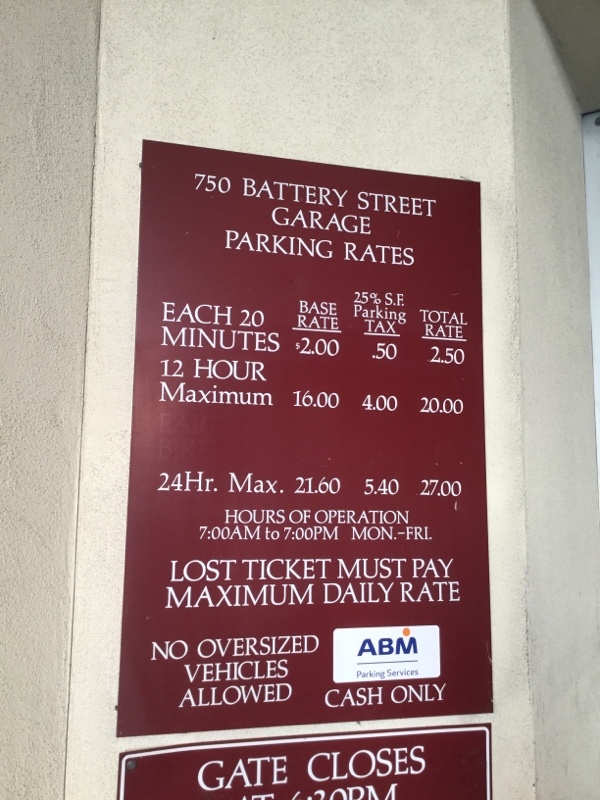 750 BATTERY STREET
GARAGE
PARKING RATES
EACH 20
MINUTES
BASE
RATE
$2.00
25% S.F.
Parking
TAX
.50
TOTAL
RATE
2.50
12 HOUR
Maximum 16.00 4.00 20.00
24Hr. Max. 21.60 5.40 27.00
HOURS OF OPERATION
7:00AM to 7:00PM MON.-FRI.
LOST TICKET MUST PAY
MAXIMUM DAILY RATE
NO OVERSIZED
VEHICLES
ALLOWED
ABM
Parking Services
CASH ONLY
GATE CLOSES
AT 6:30PM